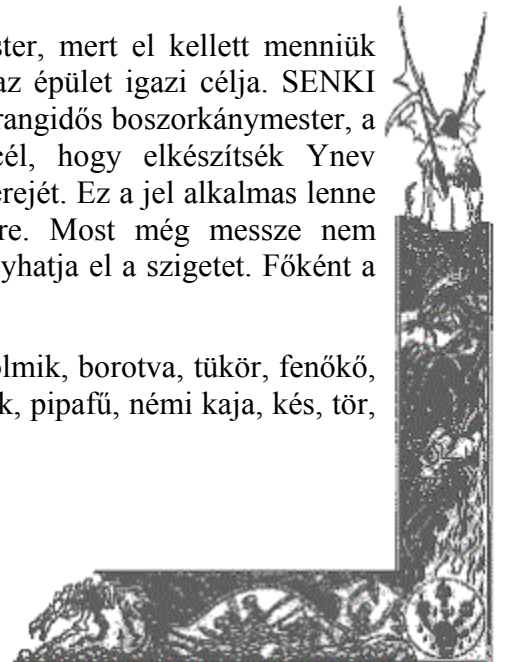 ster, mert el kellett menniük
az épület igazi célja. SENKI
rangidős boszorkánymester, a
cél, hogy elkészítsék Ynev
erejét. Ez a jel alkalmas lenne
re. Most még messze nem
yhatja el a szigetet. Főként a
olmik, borotva, tükör, fenőkő,
k, pipafű, némi kaja, kés, tör,